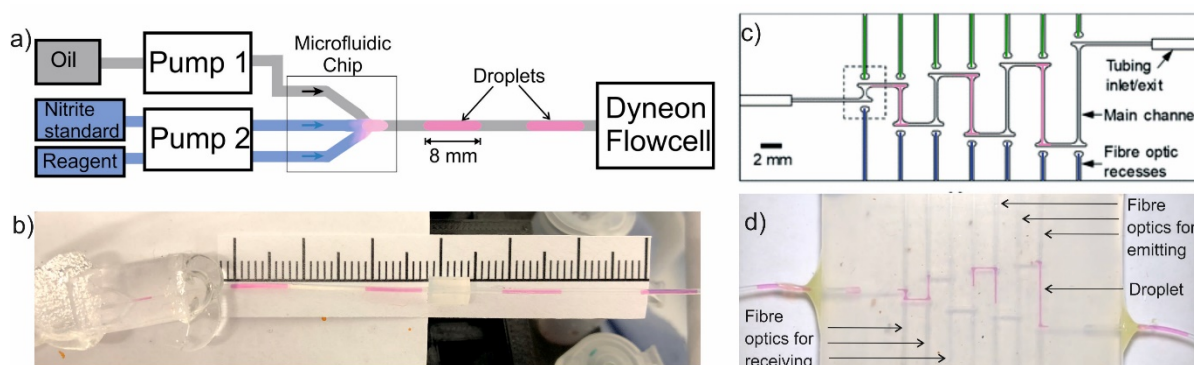 a)
Oil
Pump 1
Microfluidic
Chip
Nitrite
standard
Reagent
Pump 2
Droplets
8 mm
Dyneon
Flowcell
b)
c)
2 mm
Tubing
inlet/exit
Main channel
Fibre optic
recesses
d)
Fibre
optics for
emitting
Droplet
Fibre
optics for
receiving